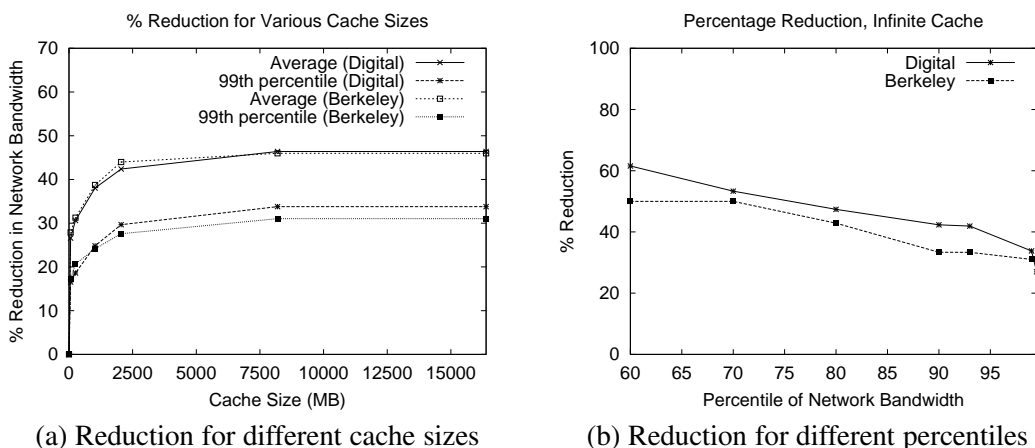 % Reduction for Various Cache Sizes
% Reduction in Network Bandwidth
70
60
50
40
30
20
10
0
Average (Digital)
99th percentile (Digital)
Average (Berkeley)
99th percentile (Berkeley)
0 2500 5000 7500 10000 12500 15000
Cache Size (MB)
(a) Reduction for different cache sizes
Percentage Reduction, Infinite Cache
% Reduction
100
80
60
40
20
0
Digital
Berkeley
60 65 70 75 80 85 90 95
Percentile of Network Bandwidth
(b) Reduction for different percentiles